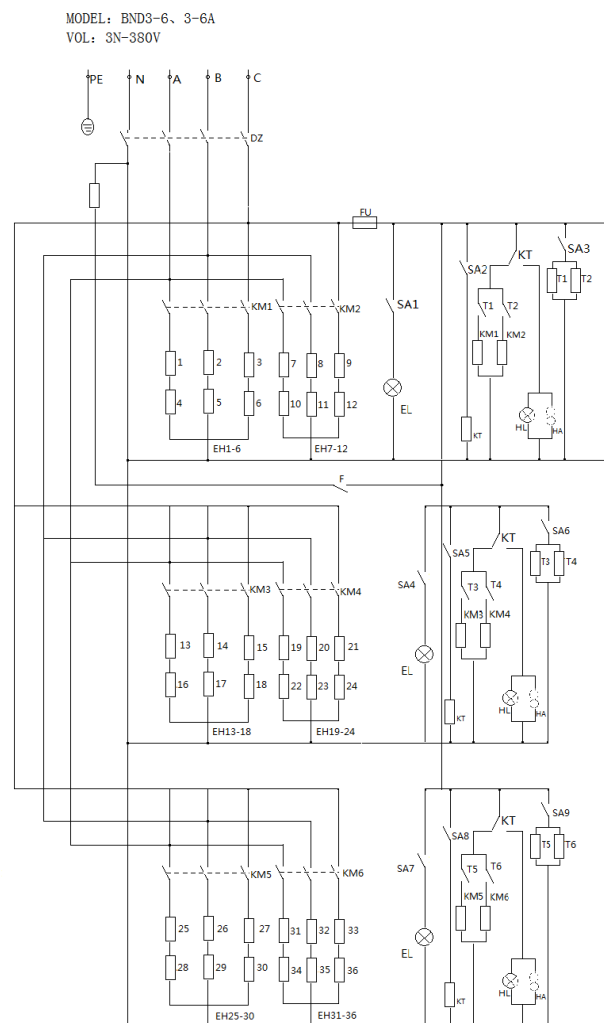 MODEL: BND3-6、3-6A
VOL: 3N-380V
PE N A B C
DZ
FU
SA1 SA2 KT SA3
T1 T2 T1 T2
KM1 KM2 KM1 KM2
1 2 3 7 8 9
4 5 6 10 11 12
EL KT HL HA
EH1-6 EH7-12
F
SA4 SA5 KT SA6
T3 T4 T3 T4
KM3 KM4 KM3 KM4
13 14 15 19 20 21
16 17 18 22 23 24
EL KT HL HA
EH13-18 EH19-24
SA7 SA8 KT SA9
T5 T6 T5 T6
KM5 KM6 KM5 KM6
25 26 27 31 32 33
28 29 30 34 35 36
EL KT HL HA
EH25-30 EH31-36